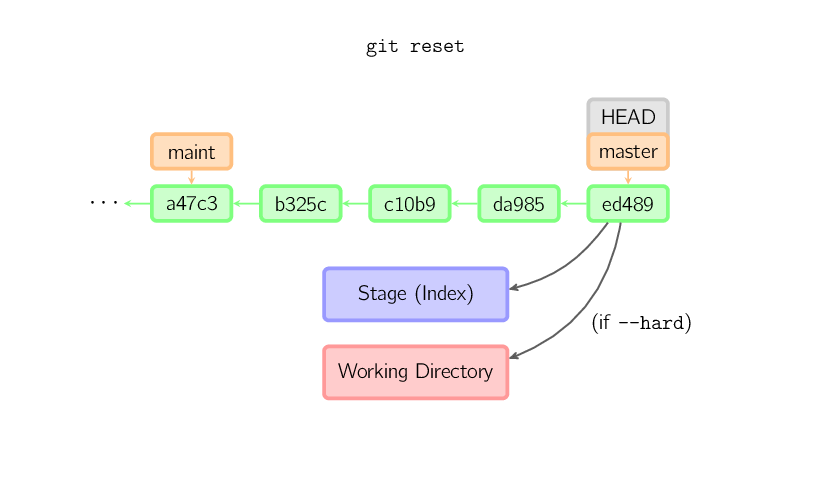 git reset
HEAD
maint
master
··· a47c3 b325c c10b9 da985 ed489
Stage (Index)
(if --hard)
Working Directory